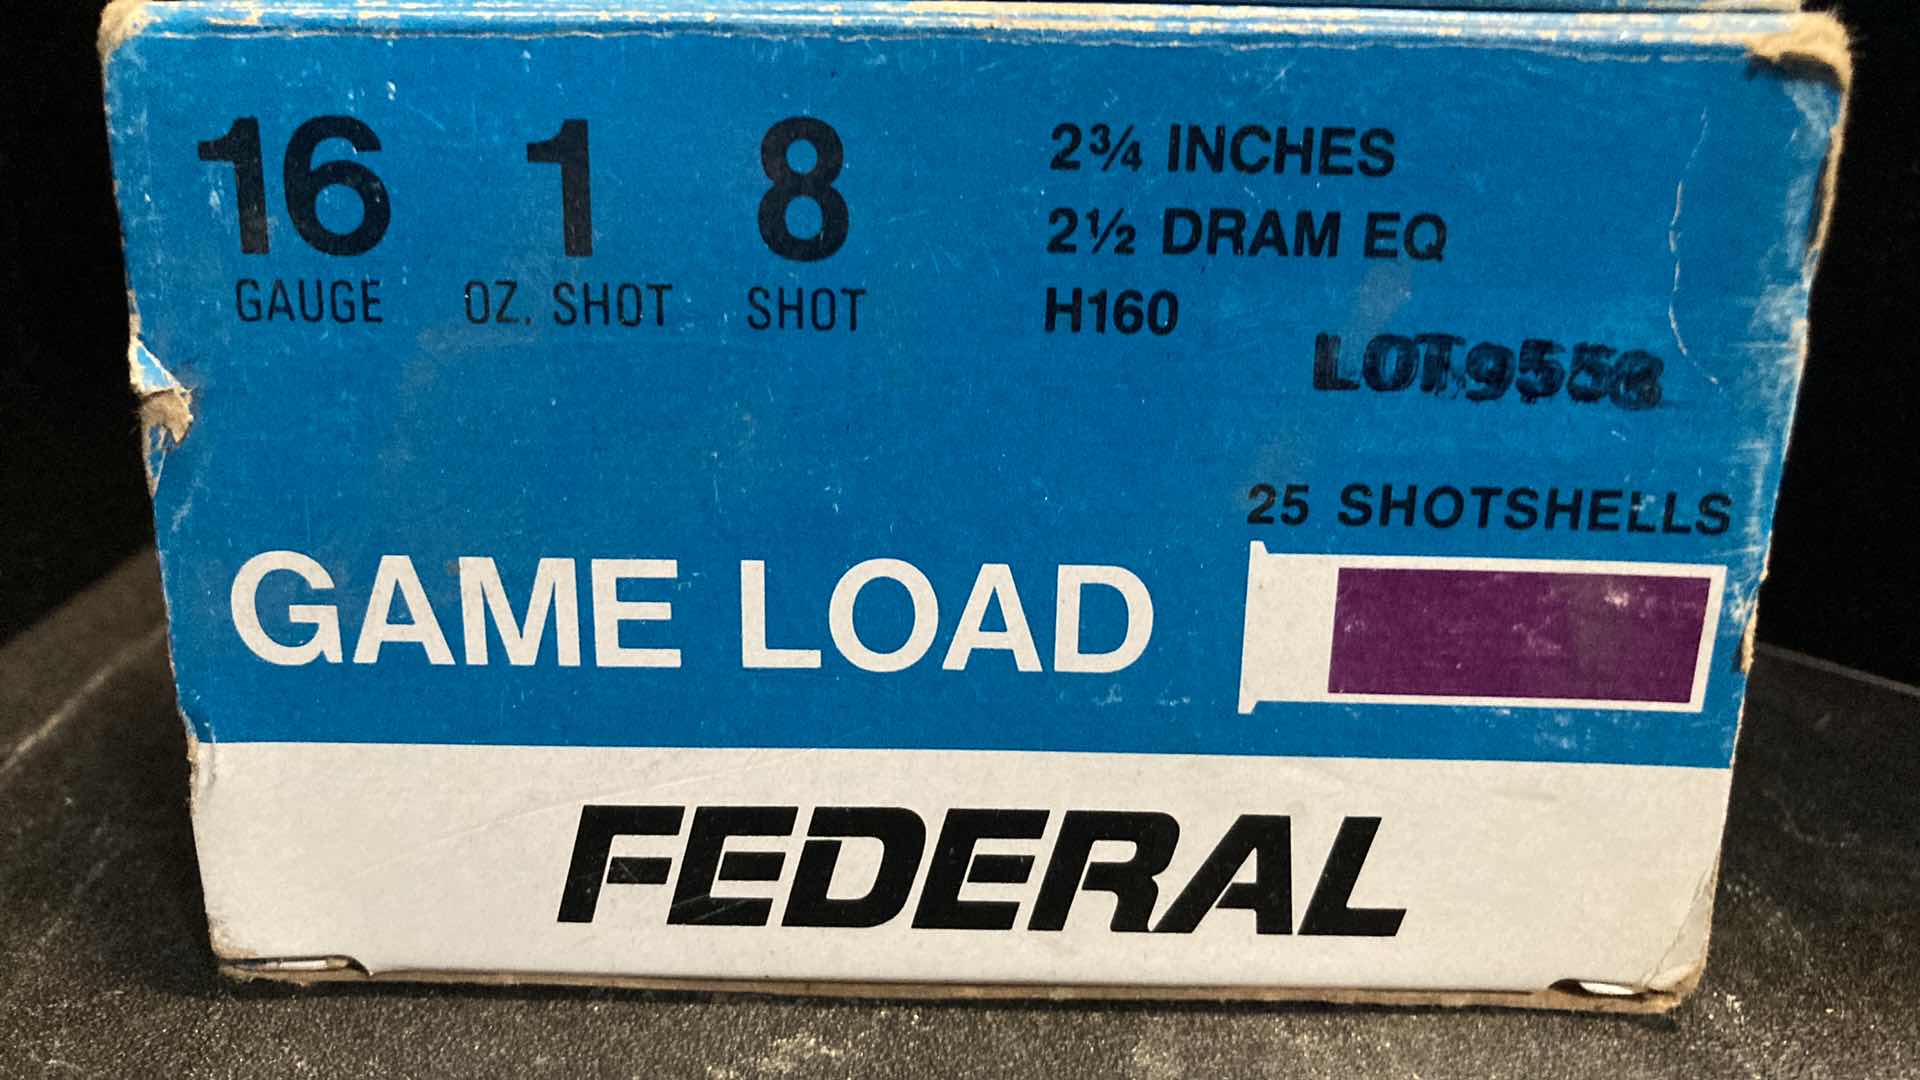 16 1 8
GAUGE OZ. SHOT SHOT
2¾ INCHES
2½ DRAM EQ
H160
LOT9558
25 SHOTSHELLS
GAME LOAD
FEDERAL